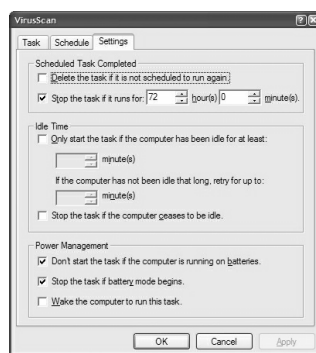 VirusScan
Task Schedule Settings
Scheduled Task Completed
Delete the task if it is not scheduled to run again.
Stop the task if it runs for: 72 hour(s) 0 minute(s).
Idle Time
Only start the task if the computer has been idle for at least:
minute(s)
If the computer has not been idle that long, retry for up to:
minute(s)
Stop the task if the computer ceases to be idle.
Power Management
Don't start the task if the computer is running on batteries.
Stop the task if battery mode begins.
Wake the computer to run this task.
OK Cancel Apply